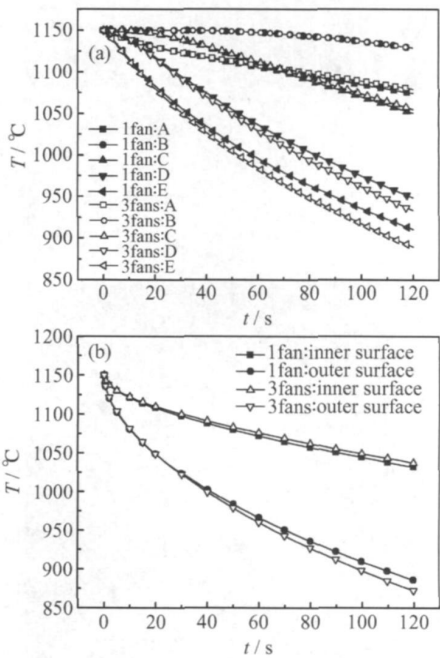 1150
(a)
1100
1050
T / ℃
1000
950
900
850
1fan:A
1fan:B
1fan:C
1fan:D
1fan:E
3fans:A
3fans:B
3fans:C
3fans:D
3fans:E
0 20 40 60 80 100 120
t / s
1200
(b)
1150
1100
1050
T / ℃
1000
950
900
850
1fan:inner surface
1fan:outer surface
3fans:inner surface
3fans:outer surface
0 20 40 60 80 100 120
t / s